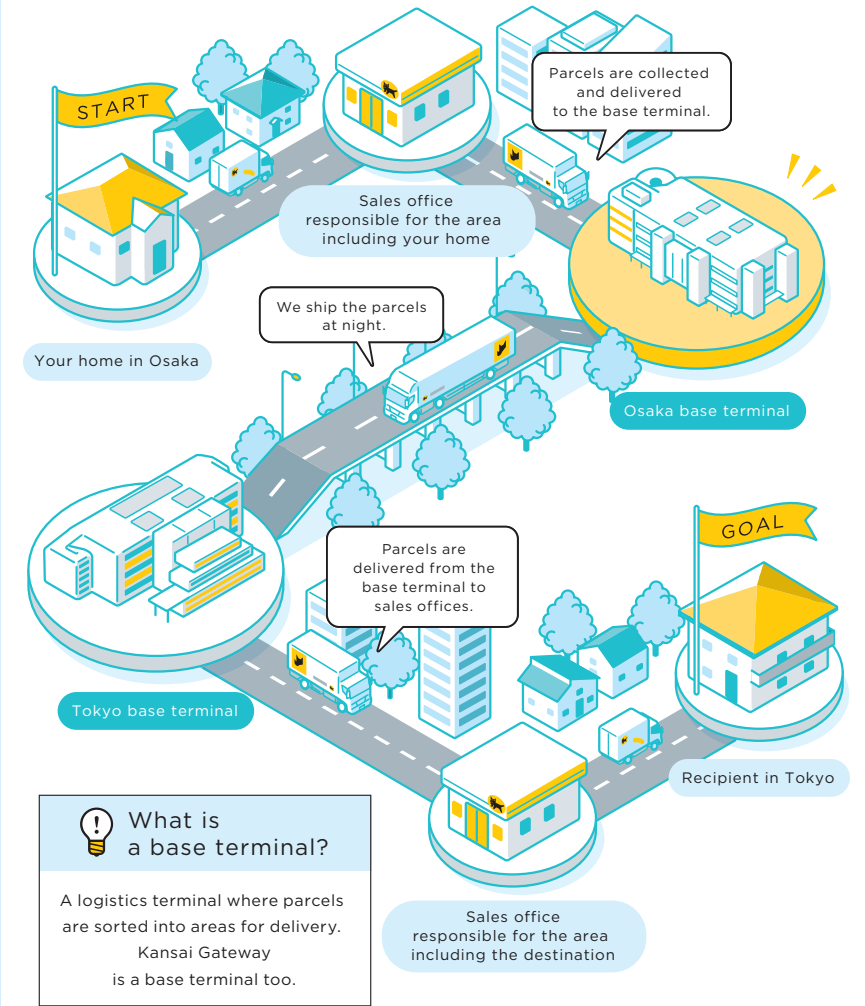 START
Parcels are collected
and delivered
to the base terminal.
Sales office
responsible for the area
including your home
We ship the parcels
at night.
Your home in Osaka
Osaka base terminal
GOAL
Parcels are
delivered from the
base terminal to
sales offices.
Tokyo base terminal
Recipient in Tokyo
What is
a base terminal?
A logistics terminal where parcels
are sorted into areas for delivery.
Kansai Gateway
is a base terminal too.
Sales office
responsible for the area
including the destination